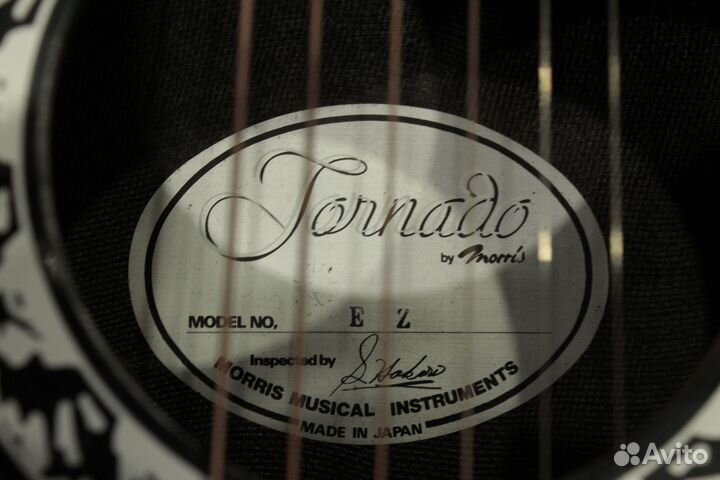 Tornado
by Morris
MODEL NO, E Z
Inspected by
MORRIS MUSICAL INSTRUMENTS
MADE IN JAPAN
Avito